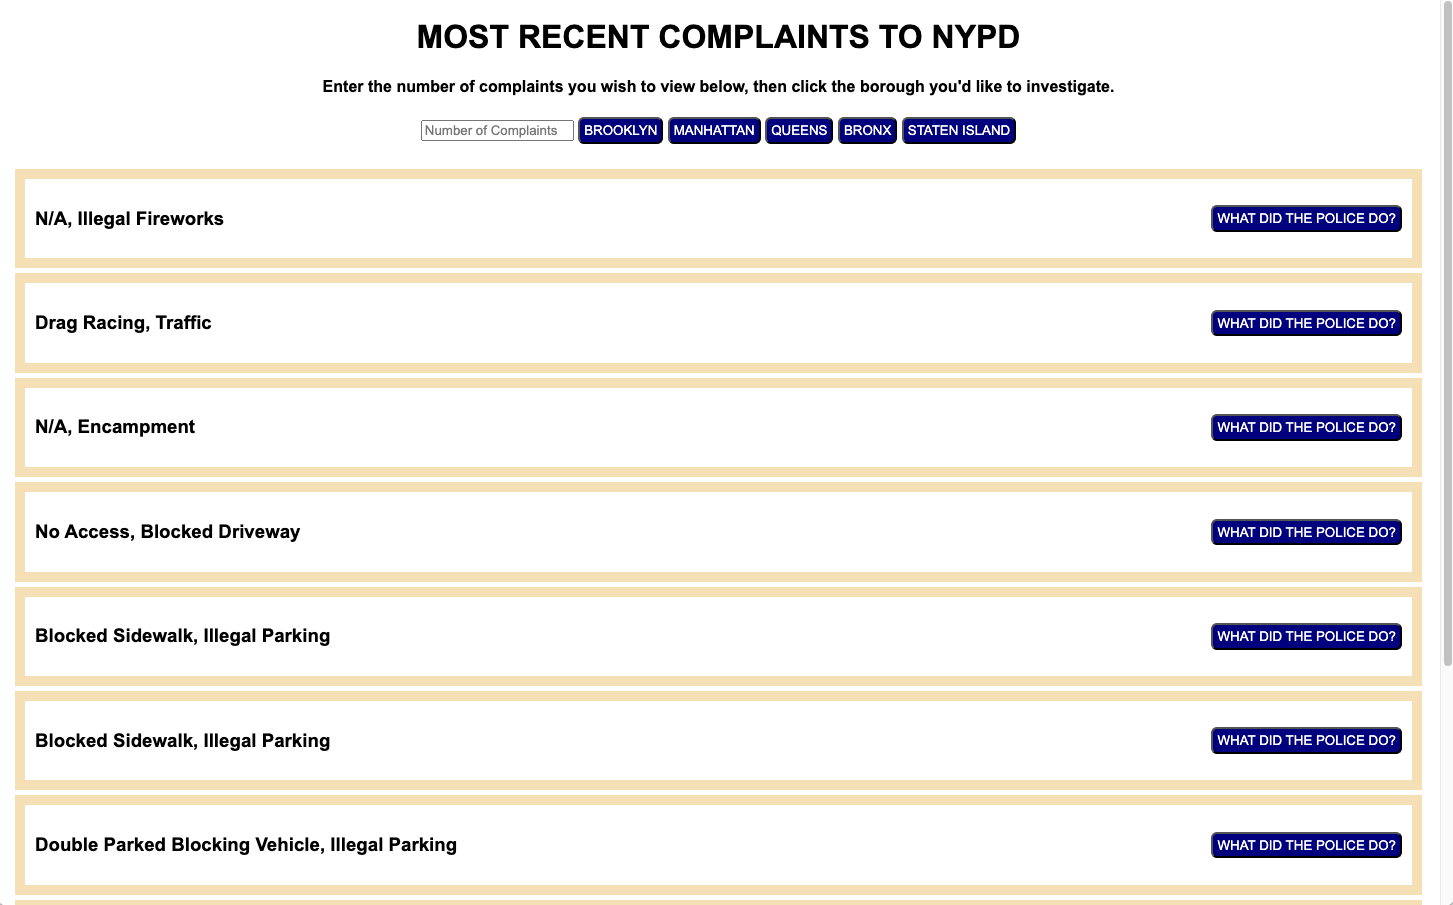 MOST RECENT COMPLAINTS TO NYPD
Enter the number of complaints you wish to view below, then click the borough you'd like to investigate.
Number of Complaints BROOKLYN MANHATTAN QUEENS BRONX STATEN ISLAND
N/A, Illegal Fireworks WHAT DID THE POLICE DO?
Drag Racing, Traffic WHAT DID THE POLICE DO?
N/A, Encampment WHAT DID THE POLICE DO?
No Access, Blocked Driveway WHAT DID THE POLICE DO?
Blocked Sidewalk, Illegal Parking WHAT DID THE POLICE DO?
Blocked Sidewalk, Illegal Parking WHAT DID THE POLICE DO?
Double Parked Blocking Vehicle, Illegal Parking WHAT DID THE POLICE DO?